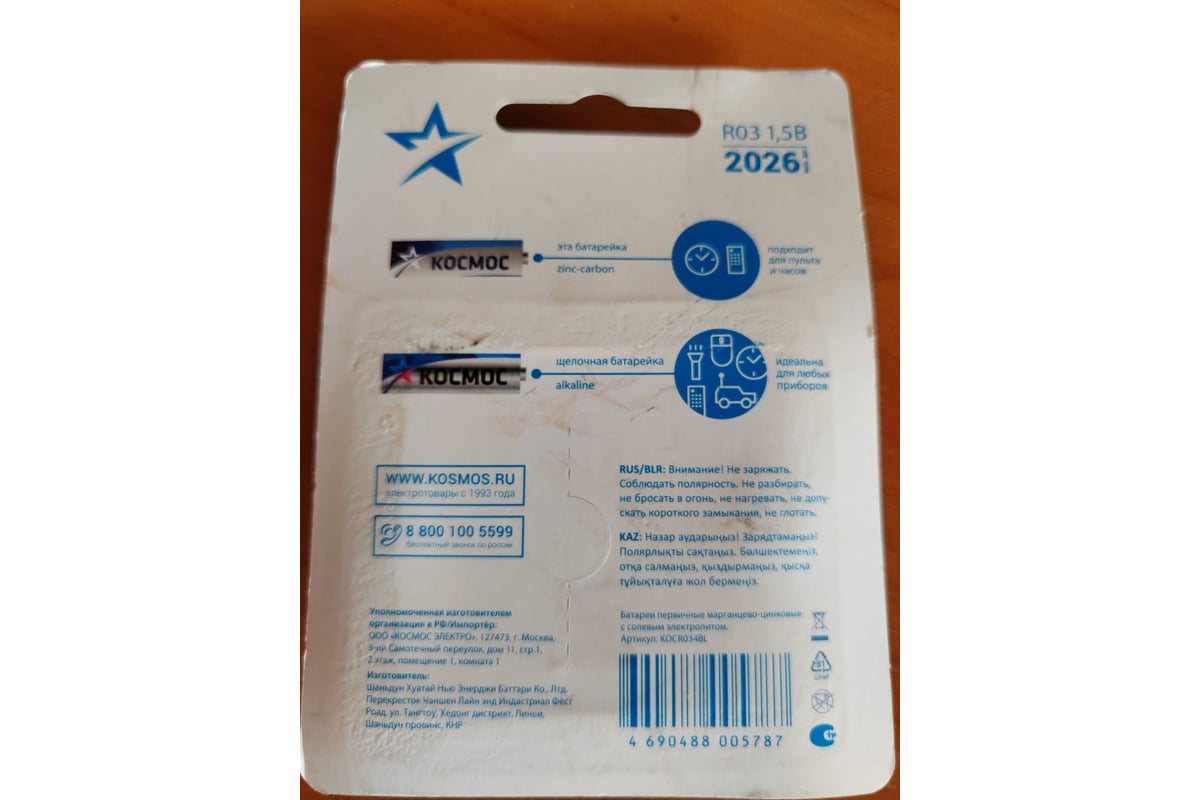 R03 1,5В
2026
КОСМОС
эта батарейка
zinc-carbon
подходит
для пульта
и часов
КОСМОС
щелочная батарейка
alkaline
идеальна
для любых
приборов
WWW.KOSMOS.RU
электротовары с 1993 года
8 800 100 5599
бесплатный звонок по россии
RUS/BLR: Внимание! Не заряжать.
Соблюдать полярность. Не разбирать,
не бросать в огонь, не нагревать, не допу-
скать короткого замыкания, не глотать.
KAZ: Назар аударыңыз! Зарядтамаңыз!
Полярлықты сақтаңыз. Бөлшектемеңіз,
отқа салмаңыз, қыздырмаңыз, қысқа
тұйықталуға жол бермеңіз.
Уполномоченная изготовителем
организация в РФ/Импортёр:
ООО «КОСМОС ЭЛЕКТРО», 127473, г. Москва,
3-ий Самотечный переулок, дом 11, стр.1,
2 этаж, помещение 1, комната 1
Изготовитель:
Шаньдун Хуатай Нью Энерджи Бэттэри Ко., Лтд.
Перекресток Чаншен Лайн энд Индастриал Фёст
Роад, ул. Тангтоу, Хедонг дистрикт, Линьи,
Шаньдун провинс, КНР
Батареи первичные марганцево-цинковые
с солевым электролитом.
Артикул: KOCR034BL
81
C/PAP
4 690488 005787